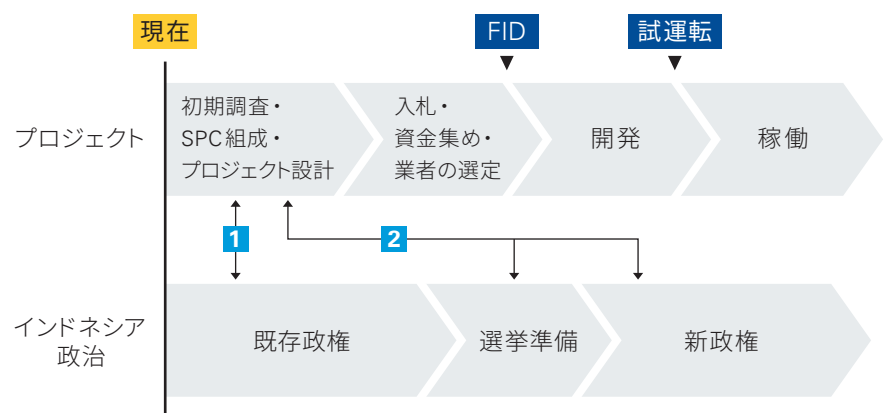 現在
FID
試運転
プロジェクト
初期調査・
SPC組成・
プロジェクト設計
入札・
資金集め・
業者の選定
開発
稼働
1
2
インドネシア
政治
既存政権
選挙準備
新政権